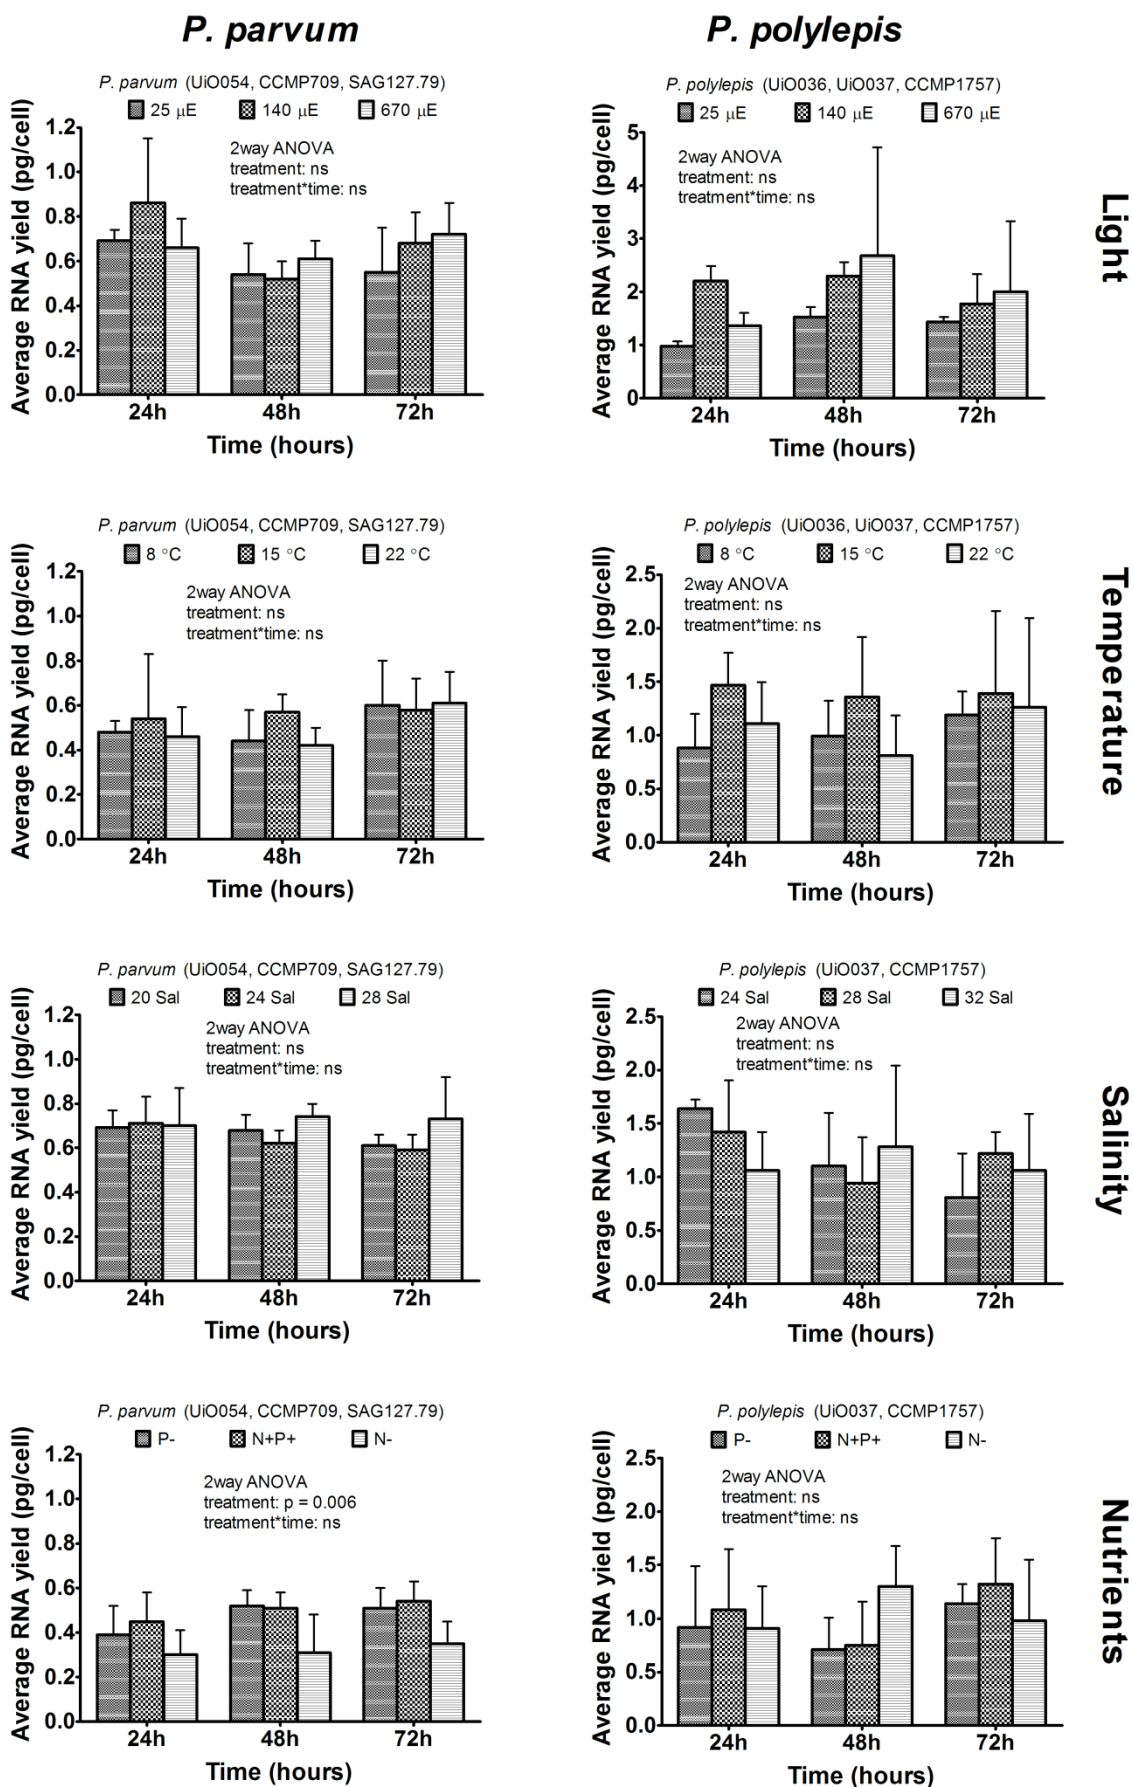 P. parvum
P. polylepis
P. parvum (UiO054, CCMP709, SAG127.79)
25 µE 140 µE 670 µE
2way ANOVA
treatment: ns
treatment*time: ns
Average RNA yield (pg/cell)
1.2
1.0
0.8
0.6
0.4
0.2
0.0
24h 48h 72h
Time (hours)
P. polylepis (UiO036, UiO037, CCMP1757)
25 µE 140 µE 670 µE
2way ANOVA
treatment: ns
treatment*time: ns
Average RNA yield (pg/cell)
5
4
3
2
1
0
24h 48h 72h
Time (hours)
Light
P. parvum (UiO054, CCMP709, SAG127.79)
8 °C 15 °C 22 °C
2way ANOVA
treatment: ns
treatment*time: ns
Average RNA yield (pg/cell)
1.2
1.0
0.8
0.6
0.4
0.2
0.0
24h 48h 72h
Time (hours)
P. polylepis (UiO036, UiO037, CCMP1757)
8 °C 15 °C 22 °C
2way ANOVA
treatment: ns
treatment*time: ns
Average RNA yield (pg/cell)
2.5
2.0
1.5
1.0
0.5
0.0
24h 48h 72h
Time (hours)
Temperature
P. parvum (UiO054, CCMP709, SAG127.79)
20 Sal 24 Sal 28 Sal
2way ANOVA
treatment: ns
treatment*time: ns
Average RNA yield (pg/cell)
1.2
1.0
0.8
0.6
0.4
0.2
0.0
24h 48h 72h
Time (hours)
P. polylepis (UiO037, CCMP1757)
24 Sal 28 Sal 32 Sal
2way ANOVA
treatment: ns
treatment*time: ns
Average RNA yield (pg/cell)
2.5
2.0
1.5
1.0
0.5
0.0
24h 48h 72h
Time (hours)
Salinity
P. parvum (UiO054, CCMP709, SAG127.79)
P- N+P+ N-
2way ANOVA
treatment: p = 0.006
treatment*time: ns
Average RNA yield (pg/cell)
1.2
1.0
0.8
0.6
0.4
0.2
0.0
24h 48h 72h
Time (hours)
P. polylepis (UiO037, CCMP1757)
P- N+P+ N-
2way ANOVA
treatment: ns
treatment*time: ns
Average RNA yield (pg/cell)
2.5
2.0
1.5
1.0
0.5
0.0
24h 48h 72h
Time (hours)
Nutrients